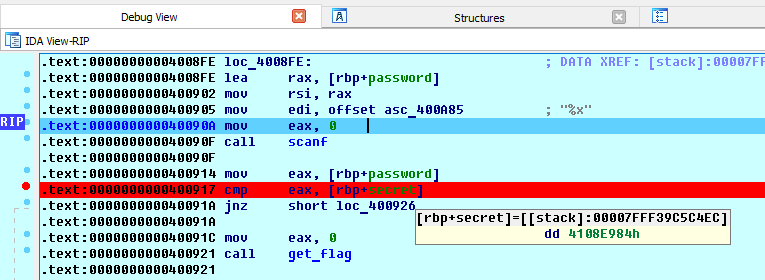 Debug View
Structures
IDA View-RIP
.text:00000000004008FE loc_4008FE: ; DATA XREF: [stack]:00007FF
.text:00000000004008FE lea rax, [rbp+password]
.text:0000000000400902 mov rsi, rax
.text:0000000000400905 mov edi, offset asc_400A85 ; "%x"
RIP .text:000000000040090A mov eax, 0
.text:000000000040090F call scanf
.text:000000000040090F
.text:0000000000400914 mov eax, [rbp+password]
.text:0000000000400917 cmp eax, [rbp+secret]
.text:000000000040091A jnz short loc_400926
.text:000000000040091A
[rbp+secret]=[[stack]:00007FFF39C5C4EC]
dd 4108E984h
.text:000000000040091C mov eax, 0
.text:0000000000400921 call get_flag
.text:0000000000400921